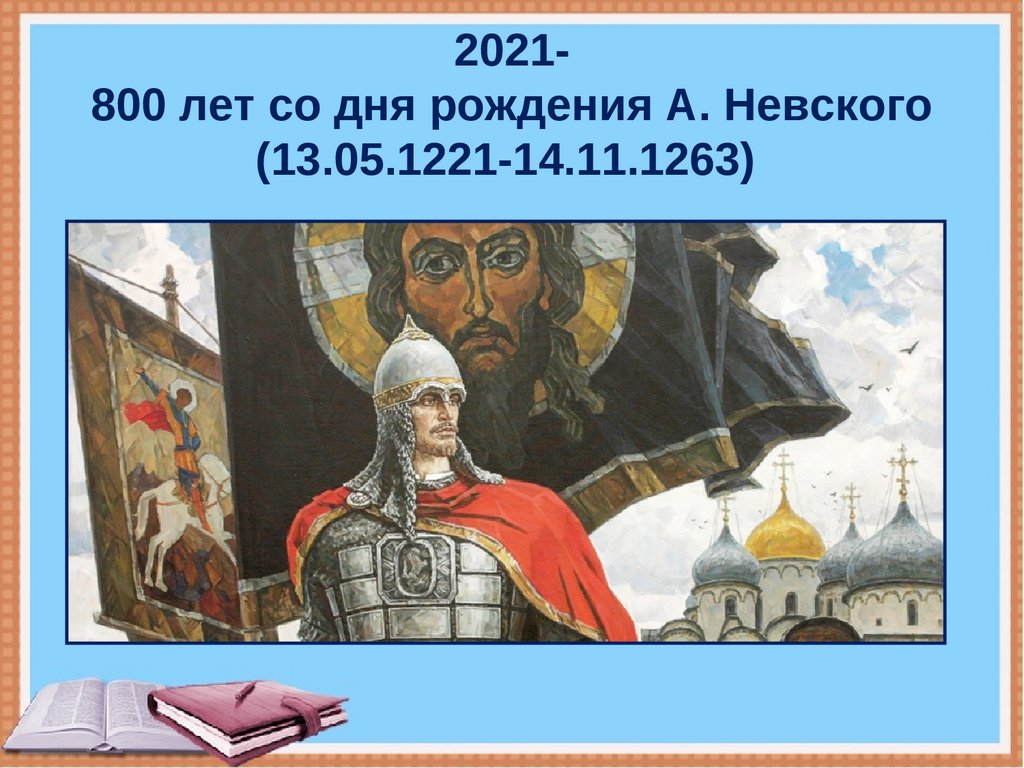 2021-
800 лет со дня рождения А. Невского
(13.05.1221-14.11.1263)